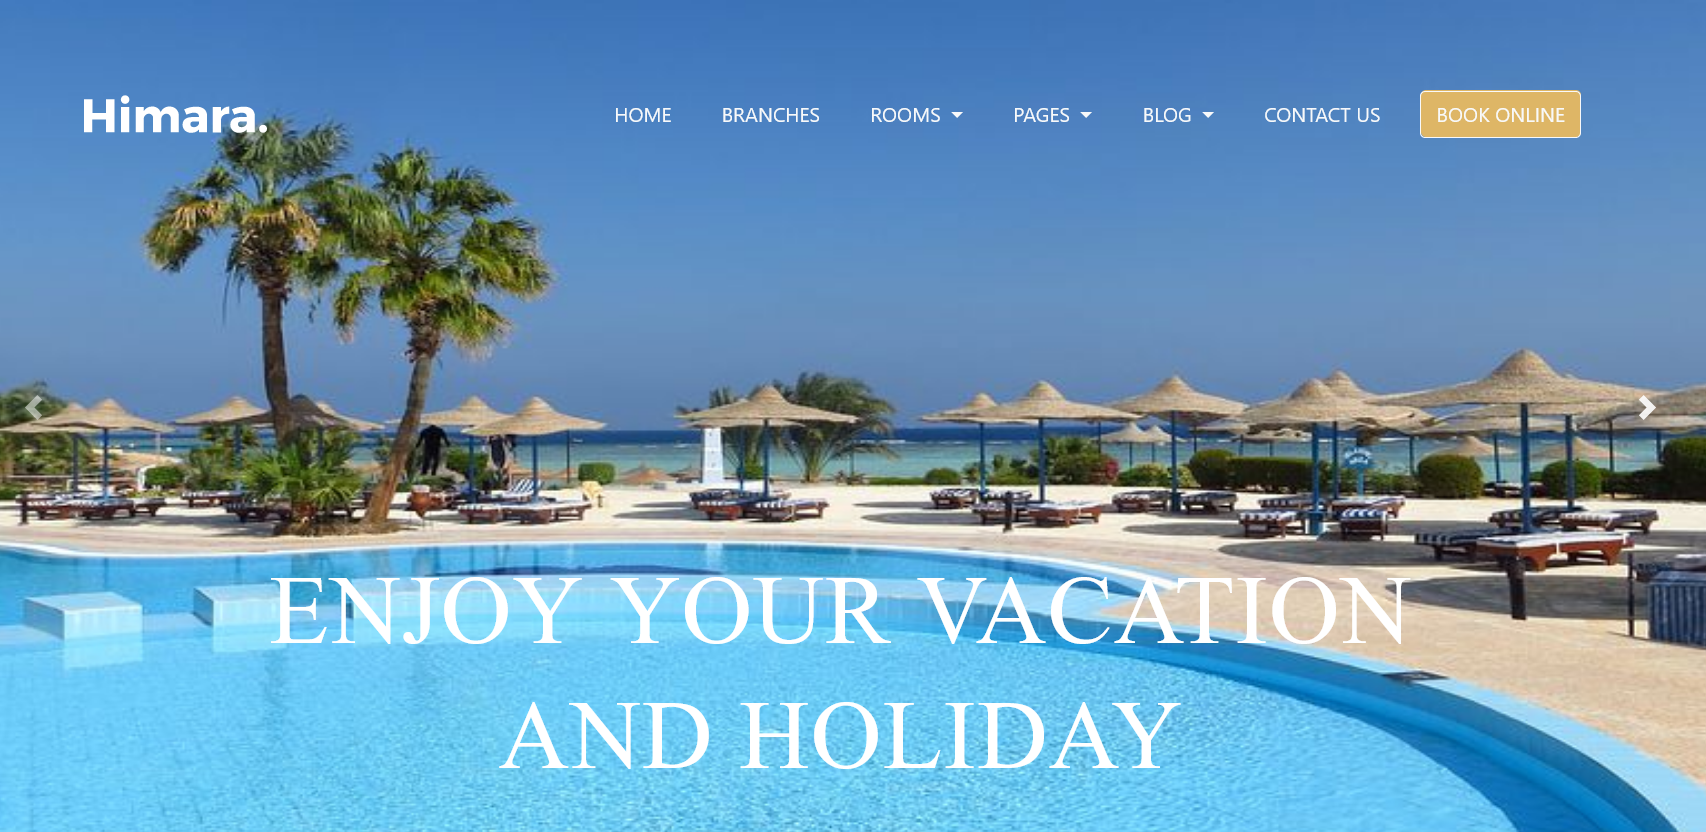 Himara.
HOME BRANCHES ROOMS PAGES BLOG CONTACT US BOOK ONLINE
ENJOY YOUR VACATION
AND HOLIDAY